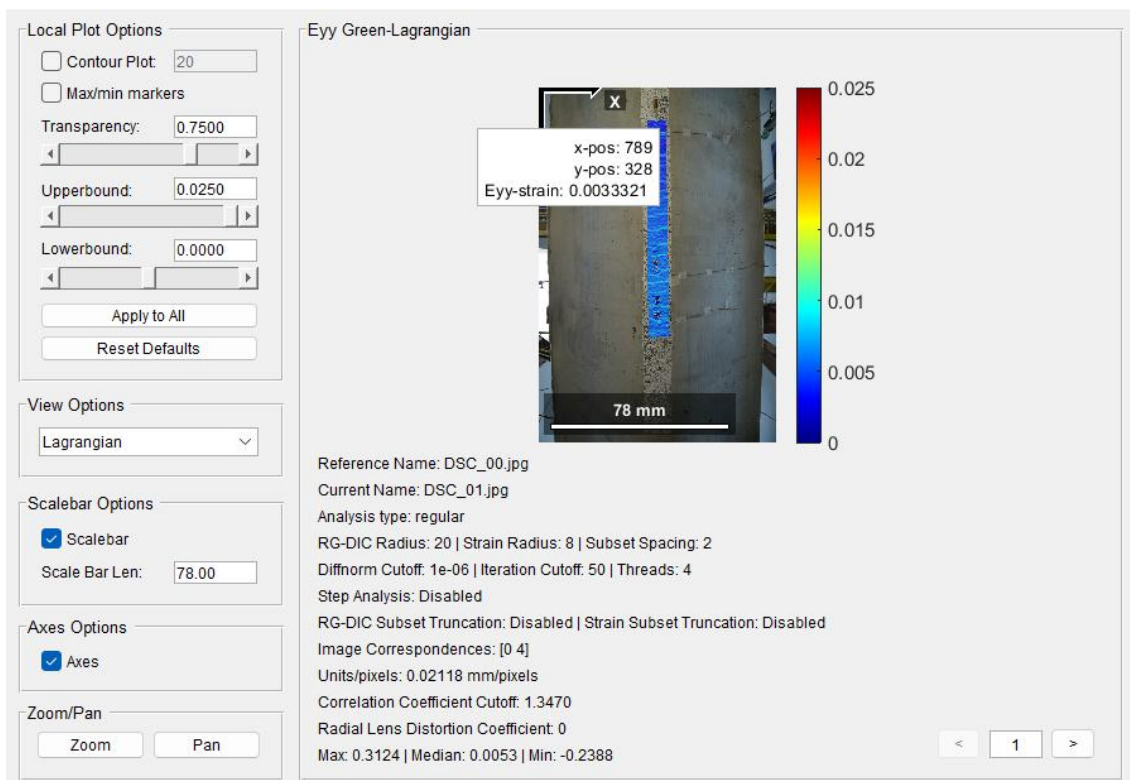 Local Plot Options
Contour Plot: 20
Max/min markers
Transparency: 0.7500
Upperbound: 0.0250
Lowerbound: 0.0000
Apply to All
Reset Defaults
View Options
Lagrangian
Scalebar Options
Scalebar
Scale Bar Len: 78.00
Axes Options
Axes
Zoom/Pan
Zoom Pan
Eyy Green-Lagrangian
X
x-pos: 789
y-pos: 328
Eyy-strain: 0.0033321
78 mm
0.025
0.02
0.015
0.01
0.005
0
Reference Name: DSC_00.jpg
Current Name: DSC_01.jpg
Analysis type: regular
RG-DIC Radius: 20 | Strain Radius: 8 | Subset Spacing: 2
Diffnorm Cutoff: 1e-06 | Iteration Cutoff: 50 | Threads: 4
Step Analysis: Disabled
RG-DIC Subset Truncation: Disabled | Strain Subset Truncation: Disabled
Image Correspondences: [0 4]
Units/pixels: 0.02118 mm/pixels
Correlation Coefficient Cutoff: 1.3470
Radial Lens Distortion Coefficient: 0
Max: 0.3124 | Median: 0.0053 | Min: -0.2388
< 1 >